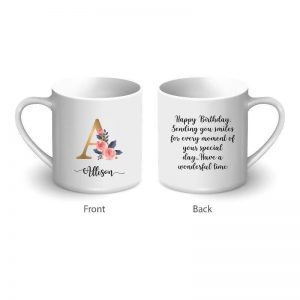 A
Allison
Happy Birthday.
Sending you smiles
for every moment of
your special
day..Have a
wonderful time
Front
Back